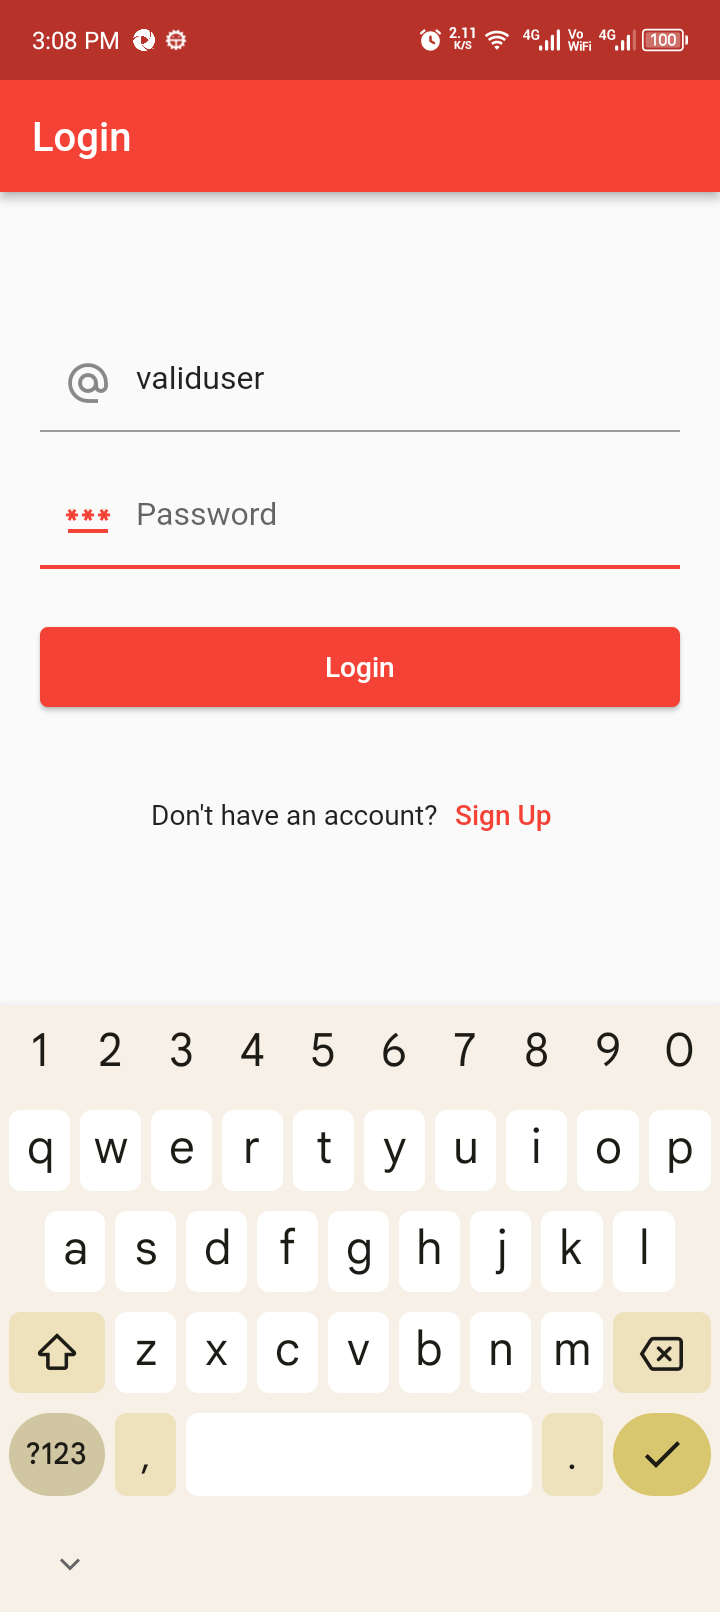 3:08 PM 2.11 K/S 4G Vo WiFi 4G 100
Login
validuser
Password
Login
Don't have an account? Sign Up
1 2 3 4 5 6 7 8 9 0
q w e r t y u i o p
a s d f g h j k l
z x c v b n m
?123 , .